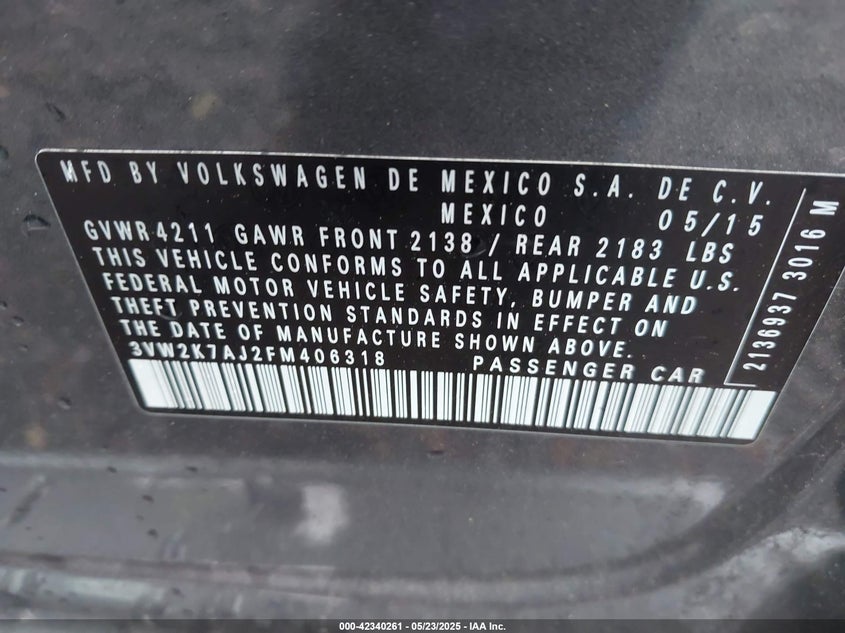 MFD BY VOLKSWAGEN DE MEXICO S.A. DE C.V.
MEXICO 05/15
GVWR 4211 GAWR FRONT 2138 / REAR 2183 LBS
THIS VEHICLE CONFORMS TO ALL APPLICABLE U.S.
FEDERAL MOTOR VEHICLE SAFETY, BUMPER AND
THEFT PREVENTION STANDARDS IN EFFECT ON
THE DATE OF MANUFACTURE SHOWN ABOVE.
3VW2K7AJ2FM406318 PASSENGER CAR
2136937 3016 M
000-42340261 - 05/23/2025 - IAA Inc.